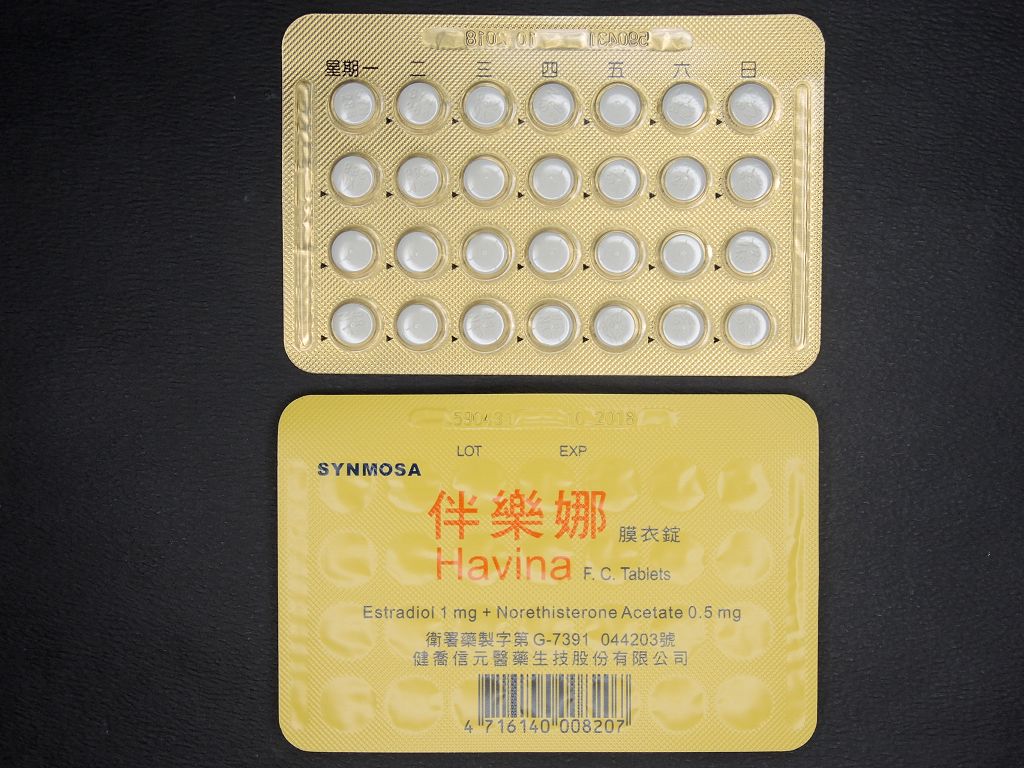 星期一 二 三 四 五 六 日
590431 10 2018
LOT EXP
SYNMOSA
伴樂娜 膜衣錠
Havina F. C. Tablets
Estradiol 1 mg + Norethisterone Acetate 0.5 mg
衛署藥製字第 G-7391 044203號
健喬信元醫藥生技股份有限公司
4 716140 008207